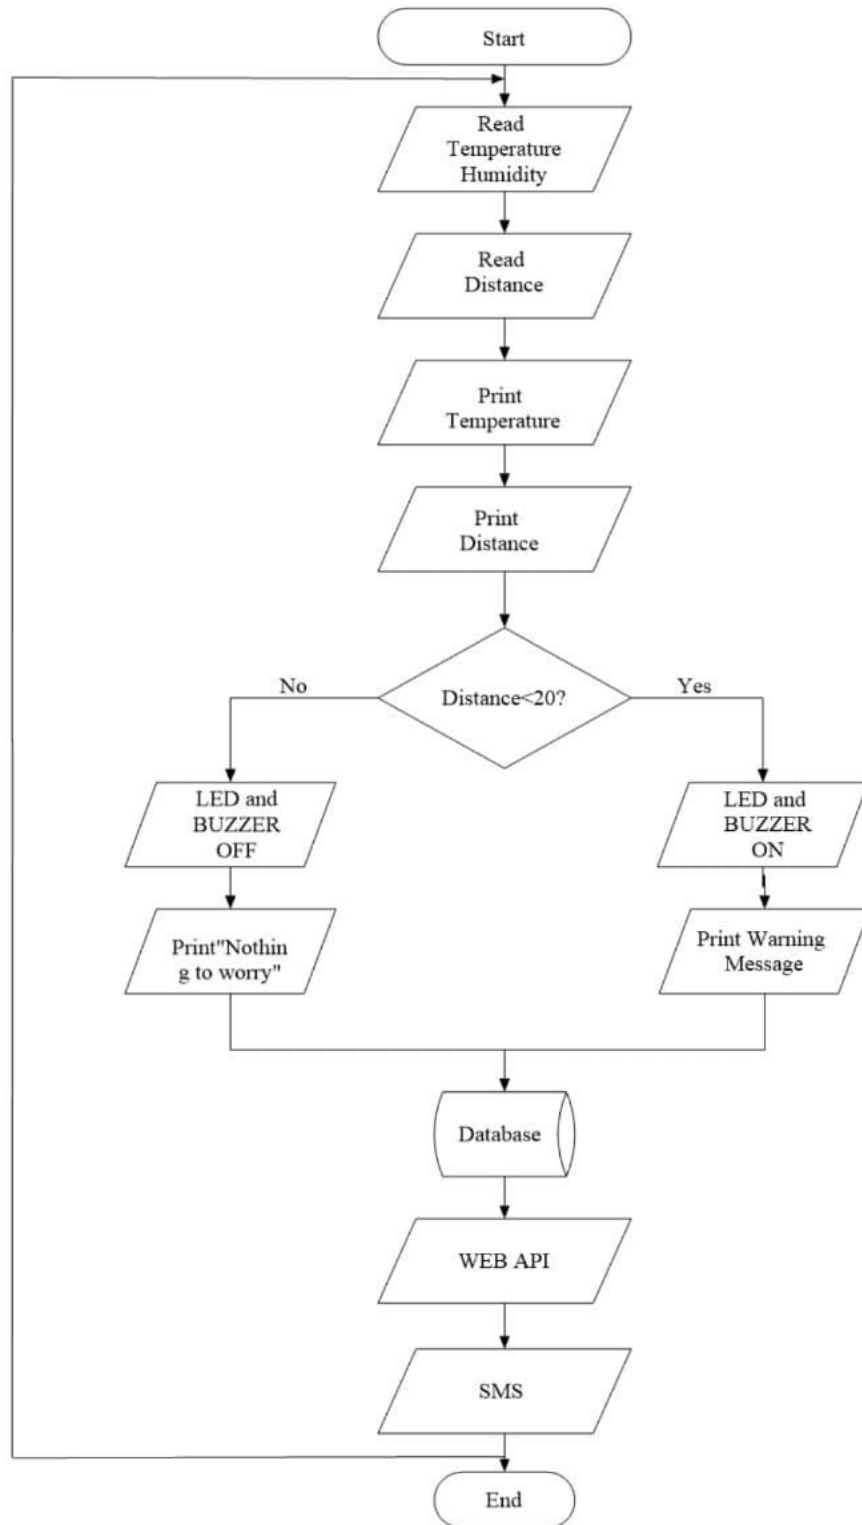 Start
Read
Temperature
Humidity
Read
Distance
Print
Temperature
Print
Distance
Distance<20?
No
Yes
LED and
BUZZER
OFF
LED and
BUZZER
ON
Print"Nothin
g to worry"
Print Warning
Message
Database
WEB API
SMS
End